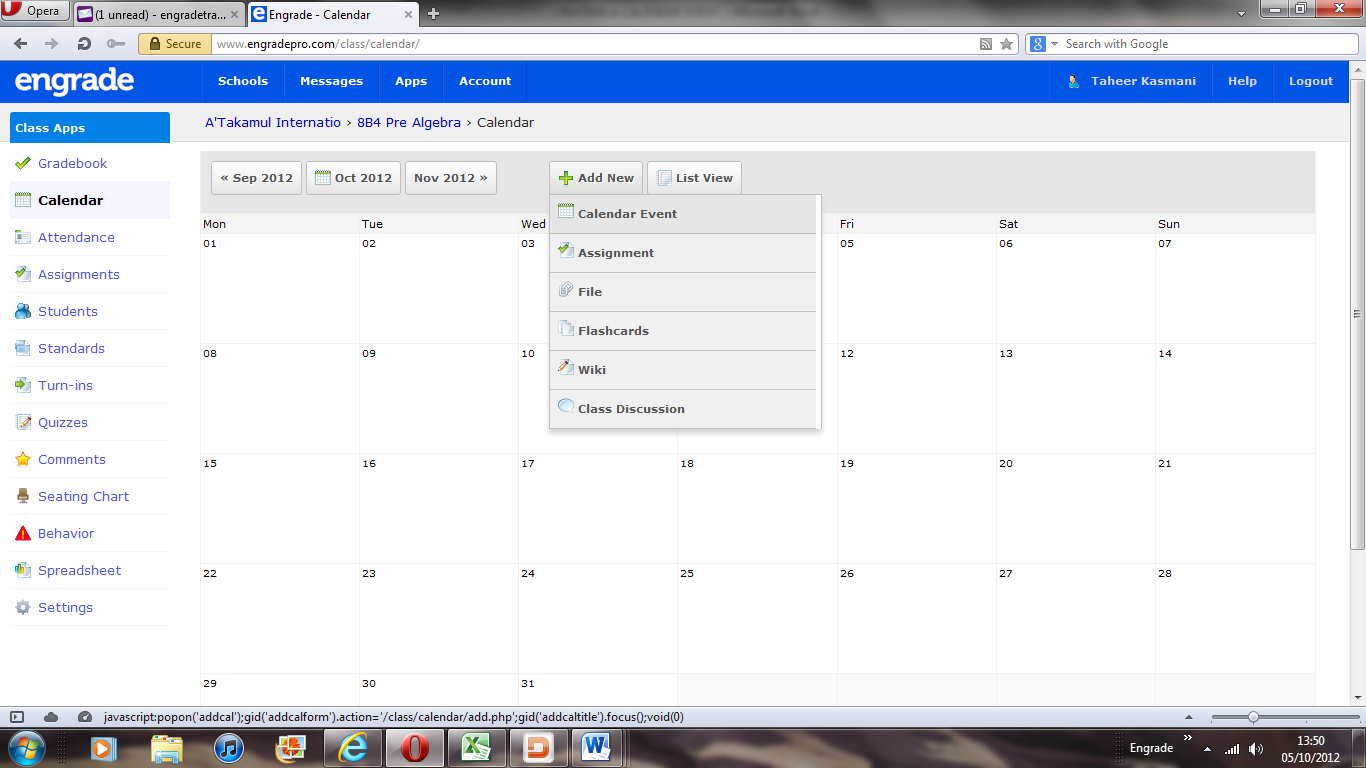 Opera
(1 unread) - engradetra...
Engrade - Calendar
Secure
www.engradepro.com/class/calendar/
Search with Google
engrade
Schools
Messages
Apps
Account
Taheer Kasmani
Help
Logout
Class Apps
Gradebook
Calendar
Attendance
Assignments
Students
Standards
Turn-ins
Quizzes
Comments
Seating Chart
Behavior
Spreadsheet
Settings
A'Takamul Internatio › 8B4 Pre Algebra › Calendar
« Sep 2012
Oct 2012
Nov 2012 »
Add New
List View
Calendar Event
Assignment
File
Flashcards
Wiki
Class Discussion
Mon Tue Wed Fri Sat Sun
01 02 03 05 06 07
08 09 10 12 13 14
15 16 17 18 19 20 21
22 23 24 25 26 27 28
29 30 31
javascript:popon('addcal');gid('addcalform').action='/class/calendar/add.php';gid('addcaltitle').focus();void(0)
Engrade
13:50
05/10/2012